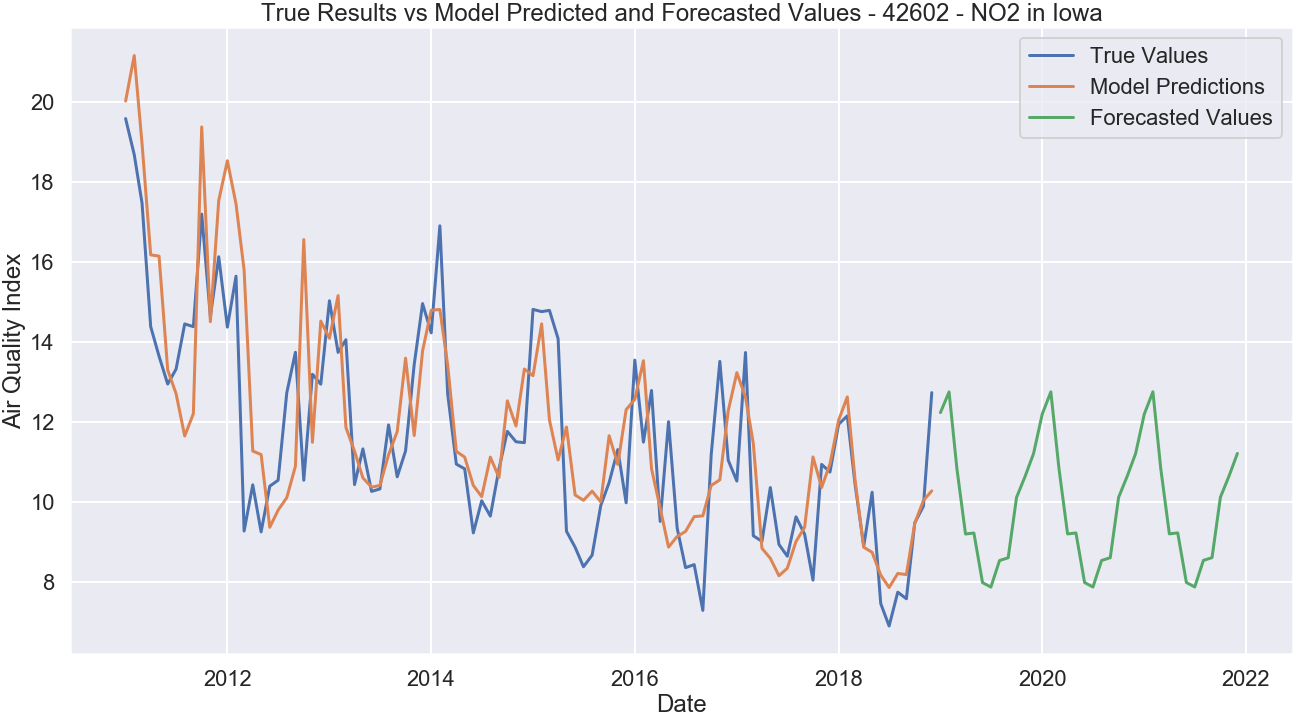 True Results vs Model Predicted and Forecasted Values - 42602 - NO2 in Iowa
True Values
Model Predictions
Forecasted Values
Air Quality Index
20
18
16
14
12
10
8
2012 2014 2016 2018 2020 2022
Date